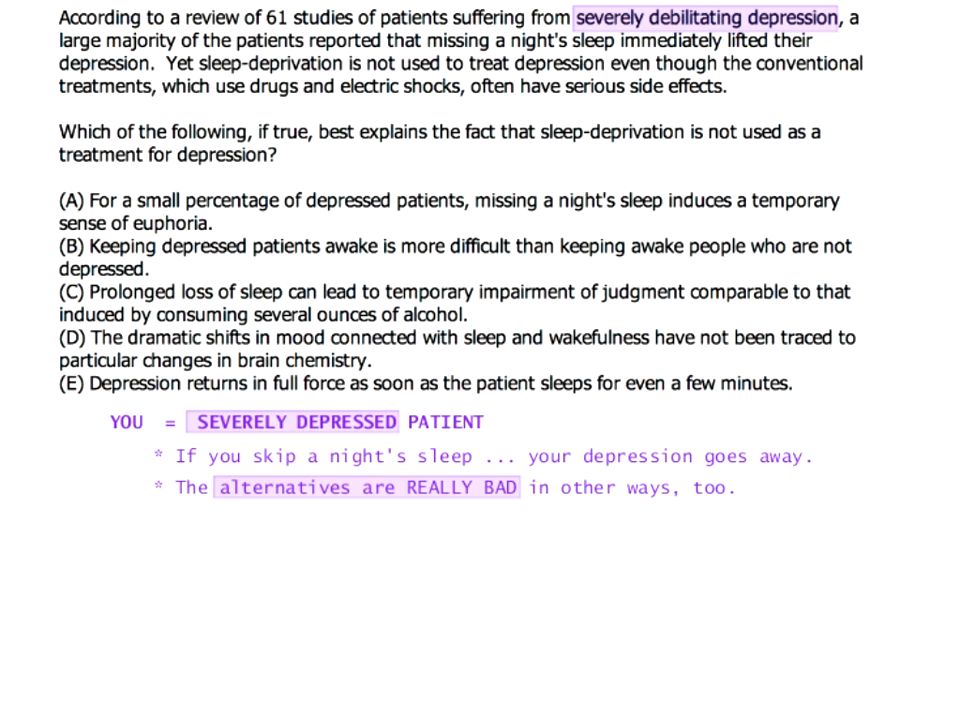 According to a review of 61 studies of patients suffering from severely debilitating depression, a
large majority of the patients reported that missing a night's sleep immediately lifted their
depression.  Yet sleep-deprivation is not used to treat depression even though the conventional
treatments, which use drugs and electric shocks, often have serious side effects.
Which of the following, if true, best explains the fact that sleep-deprivation is not used as a
treatment for depression?
(A) For a small percentage of depressed patients, missing a night's sleep induces a temporary
sense of euphoria.
(B) Keeping depressed patients awake is more difficult than keeping awake people who are not
depressed.
(C) Prolonged loss of sleep can lead to temporary impairment of judgment comparable to that
induced by consuming several ounces of alcohol.
(D) The dramatic shifts in mood connected with sleep and wakefulness have not been traced to
particular changes in brain chemistry.
(E) Depression returns in full force as soon as the patient sleeps for even a few minutes.
YOU = SEVERELY DEPRESSED PATIENT
* If you skip a night's sleep ... your depression goes away.
* The alternatives are REALLY BAD in other ways, too.